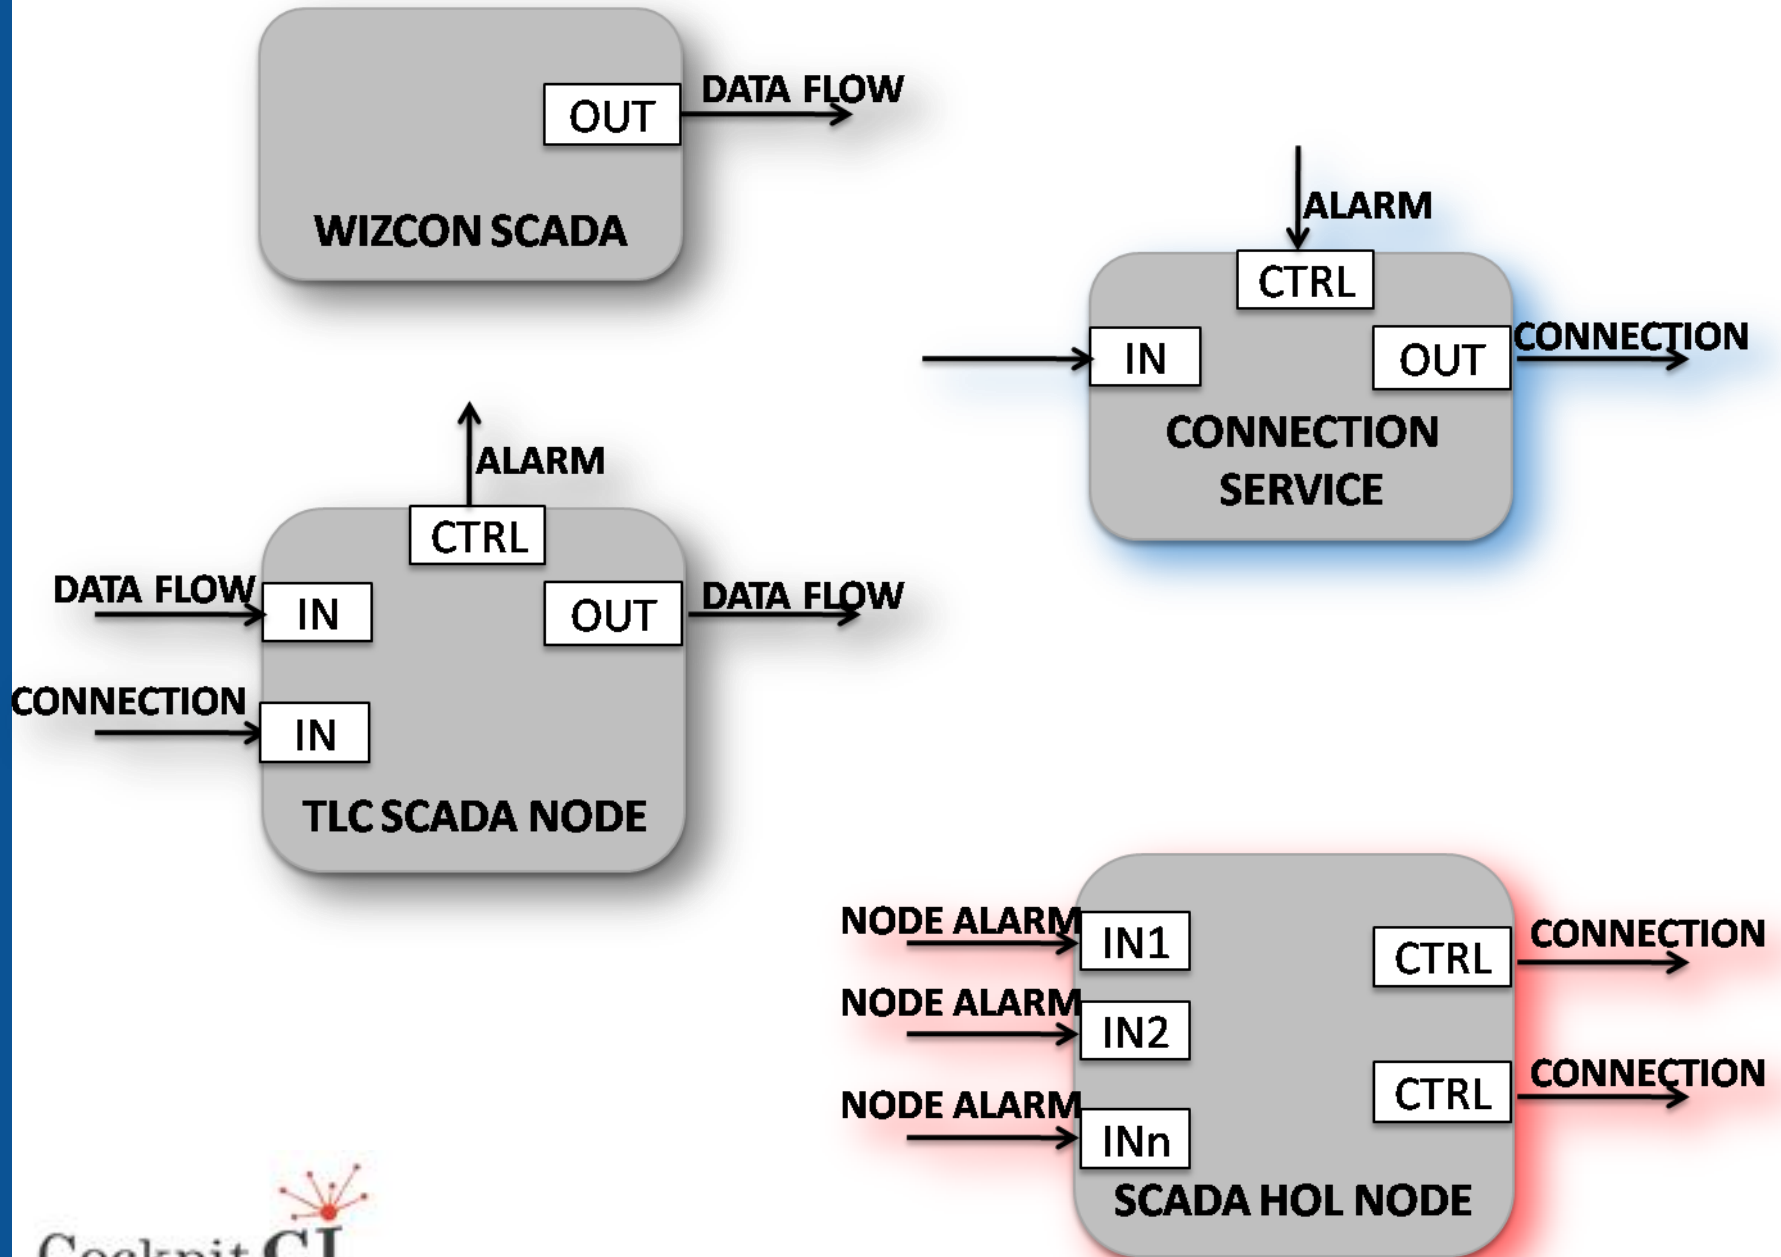 OUT
DATA FLOW
WIZCON SCADA
ALARM
CTRL
IN
OUT
CONNECTION
CONNECTION
SERVICE
ALARM
CTRL
DATA FLOW
IN
OUT
DATA FLOW
CONNECTION
IN
TLC SCADA NODE
NODE ALARM
IN1
CTRL
CONNECTION
NODE ALARM
IN2
NODE ALARM
INn
CTRL
CONNECTION
SCADA HOL NODE
Cockpit CI